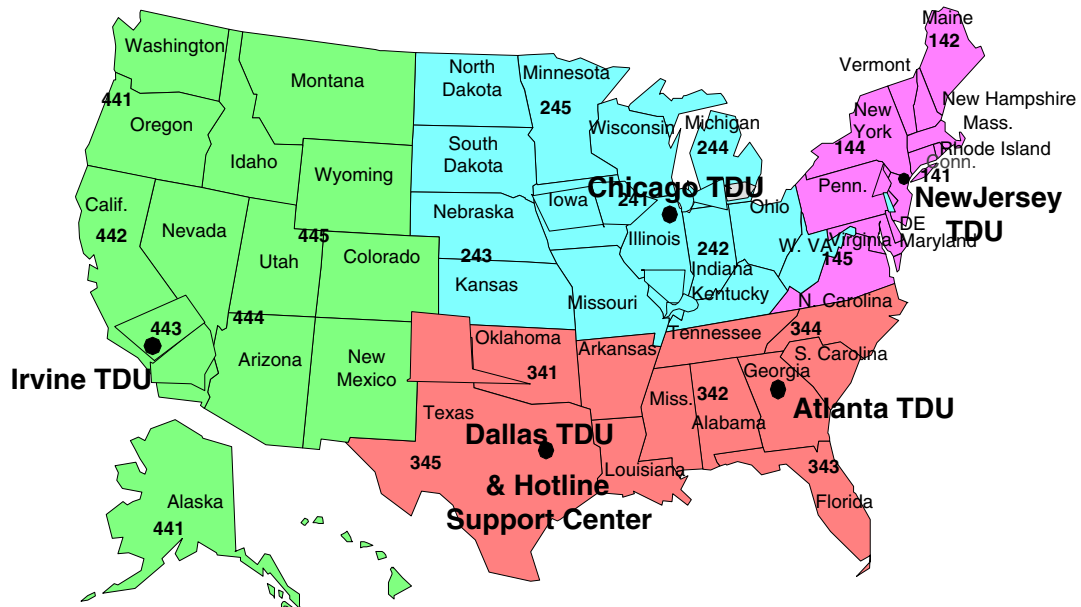 Maine
142
Washington
North
Dakota
Minnesota
Vermont
Montana
441
245
New
York
New Hampshire
Oregon
Wisconsin
Michigan
Mass.
South
Dakota
244
144
Rhode Island
Idaho
Conn.
Wyoming
141
Chicago TDU
Penn.
NewJersey
TDU
Calif.
442
Nebraska
Iowa
241
Ohio
Nevada
445
Illinois
DE
W. VA
Virginia
Maryland
Utah
Colorado
243
242
145
Kansas
Indiana
Missouri
Kentucky
N. Carolina
443
444
Oklahoma
Tennessee
344
Arizona
New
Mexico
Arkansas
S. Carolina
Irvine TDU
341
Georgia
Miss.
342
Texas
Atlanta TDU
Alabama
Dallas TDU
345
Louisiana
343
& Hotline
Support Center
Alaska
441
Florida